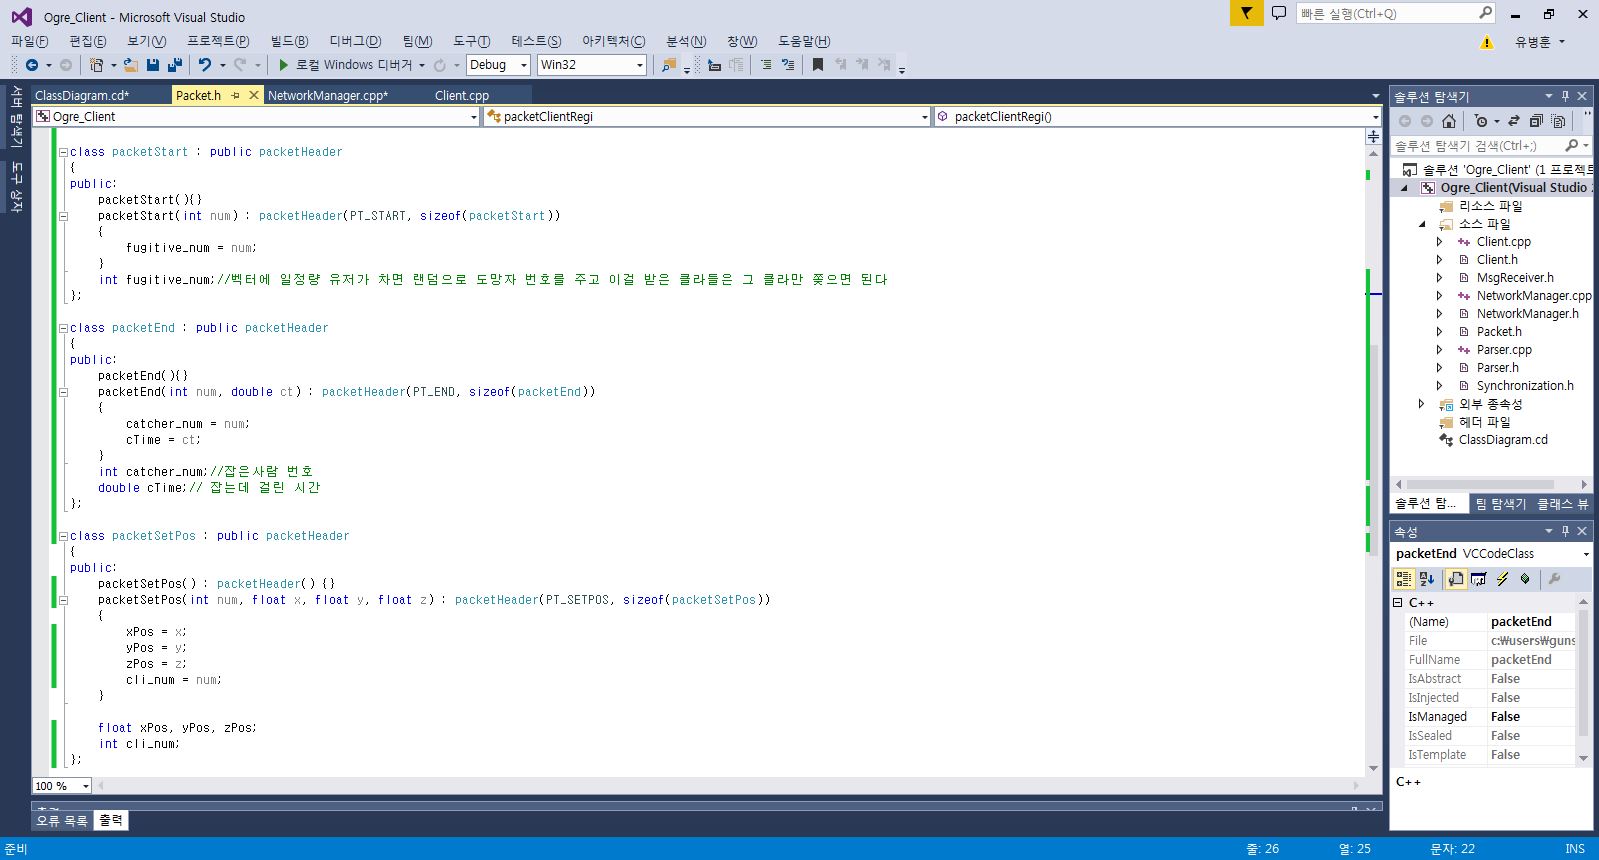 Ogre_Client - Microsoft Visual Studio
빠른 실행(Ctrl+Q)
파일(F) 편집(E) 보기(V) 프로젝트(P) 빌드(B) 디버그(D) 팀(M) 도구(T) 테스트(S) 아키텍처(C) 분석(N) 창(W) 도움말(H) 유병훈
로컬 Windows 디버거 Debug Win32
서버 탐색기
도구 상자
ClassDiagram.cd* Packet.h NetworkManager.cpp* Client.cpp
Ogre_Client packetClientRegi packetClientRegi()
class packetStart : public packetHeader
{
public:
packetStart(){}
packetStart(int num) : packetHeader(PT_START, sizeof(packetStart))
{
fugitive_num = num;
}
int fugitive_num;//벡터에 일정량 유저가 차면 랜덤으로 도망자 번호를 주고 이걸 받은 클라들은 그 클라만 쫓으면 된다
};
class packetEnd : public packetHeader
{
public:
packetEnd(){}
packetEnd(int num, double ct) : packetHeader(PT_END, sizeof(packetEnd))
{
catcher_num = num;
cTime = ct;
}
int catcher_num;//잡은사람 번호
double cTime;// 잡는데 걸린 시간
};
class packetSetPos : public packetHeader
{
public:
packetSetPos() : packetHeader() {}
packetSetPos(int num, float x, float y, float z) : packetHeader(PT_SETPOS, sizeof(packetSetPos))
{
xPos = x;
yPos = y;
zPos = z;
cli_num = num;
}
float xPos, yPos, zPos;
int cli_num;
};
100 %
오류 목록 출력
솔루션 탐색기
솔루션 탐색기 검색(Ctrl+;)
솔루션 'Ogre_Client' (1 프로젝트
Ogre_Client(Visual Studio 2
리소스 파일
소스 파일
Client.cpp
Client.h
MsgReceiver.h
NetworkManager.cpp
NetworkManager.h
Packet.h
Parser.cpp
Parser.h
Synchronization.h
외부 종속성
헤더 파일
ClassDiagram.cd
솔루션 탐... 팀 탐색기 클래스 뷰
속성
packetEnd VCCodeClass
C++
(Name) packetEnd
File c:₩users₩guns
FullName packetEnd
IsAbstract False
IsInjected False
IsManaged False
IsSealed False
IsTemplate False
C++
준비 줄: 26 열: 25 문자: 22 INS